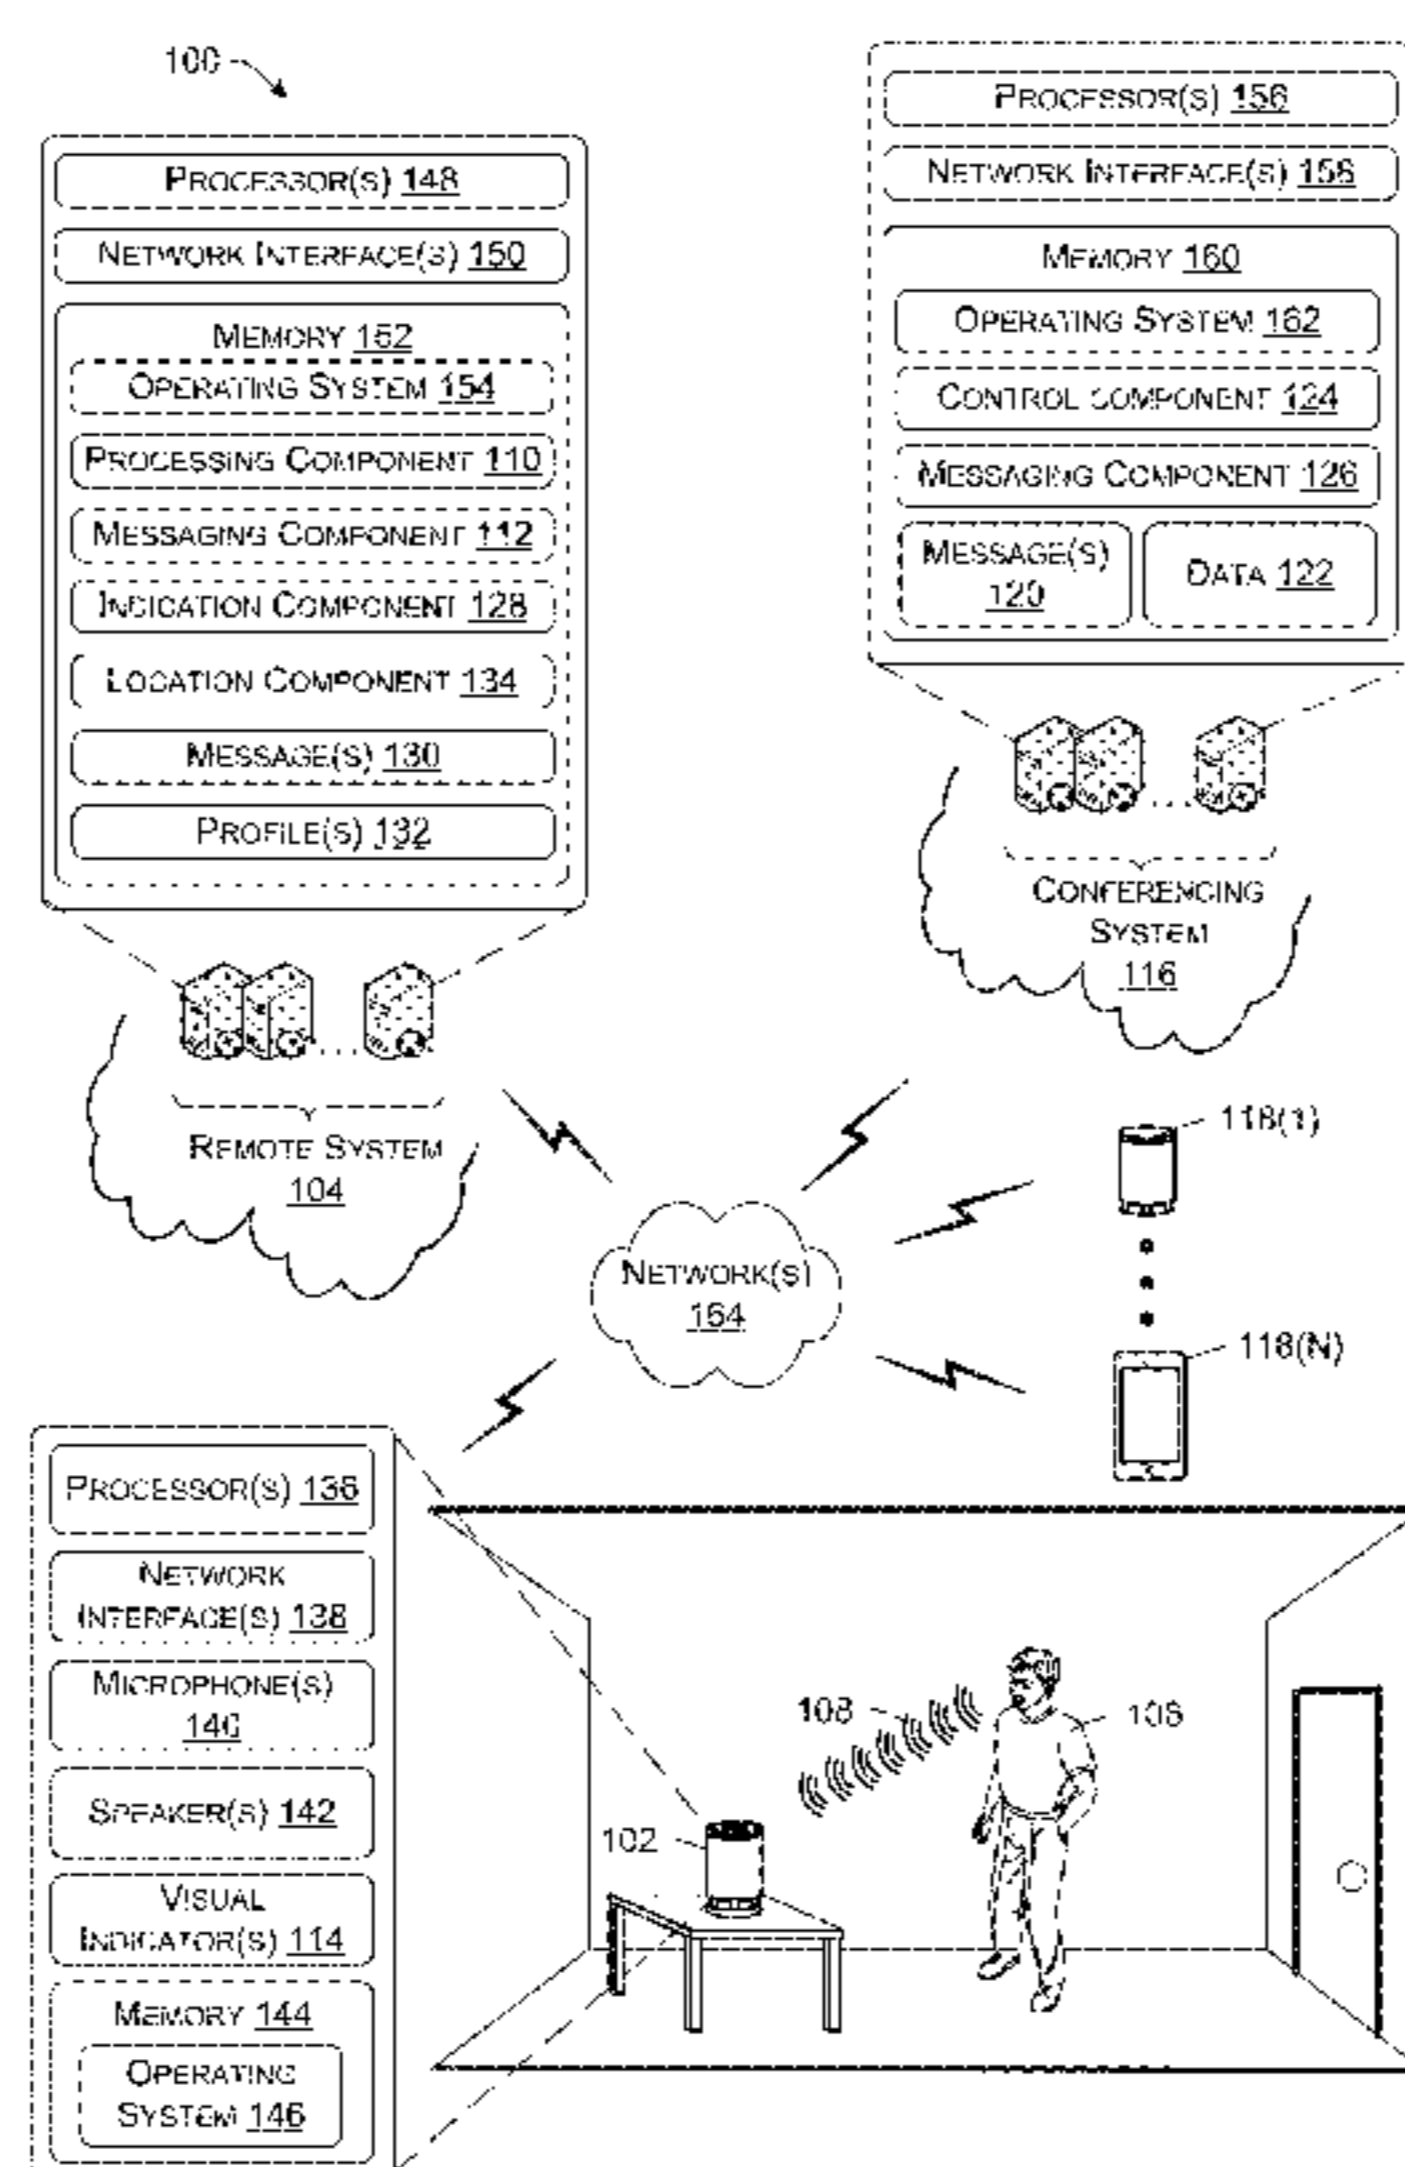 100
PROCESSOR(S) 148
NETWORK INTERFACE(S) 150
MEMORY 152
OPERATING SYSTEM 154
PROCESSING COMPONENT 110
MESSAGING COMPONENT 112
INDICATION COMPONENT 128
LOCATION COMPONENT 134
MESSAGE(S) 130
PROFILE(S) 132
REMOTE SYSTEM
104
PROCESSOR(S) 156
NETWORK INTERFACE(S) 158
MEMORY 160
OPERATING SYSTEM 162
CONTROL COMPONENT 124
MESSAGING COMPONENT 126
MESSAGE(S)
120
DATA 122
CONFERENCING
SYSTEM
116
118(1)
118(N)
NETWORK(S)
164
PROCESSOR(S) 136
NETWORK
INTERFACE(S) 138
MICROPHONE(S)
140
SPEAKER(S) 142
VISUAL
INDICATOR(S) 114
MEMORY 144
OPERATING
SYSTEM 146
108
106
102